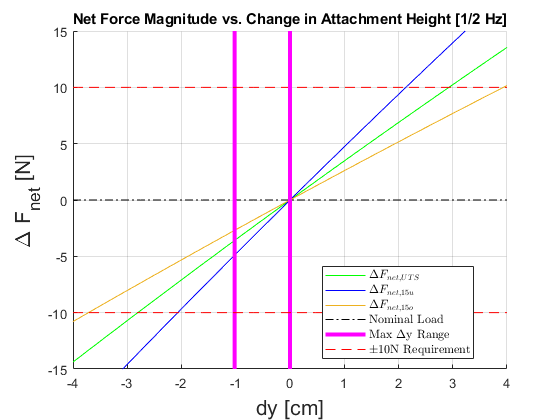 Net Force Magnitude vs. Change in Attachment Height [1/2 Hz]
15
10
5
0
-5
-10
-15
Δ F_net [N]
-4 -3 -2 -1 0 1 2 3 4
dy [cm]
ΔF_net,UTS
ΔF_net,15u
ΔF_net,15o
Nominal Load
Max Δy Range
±10N Requirement